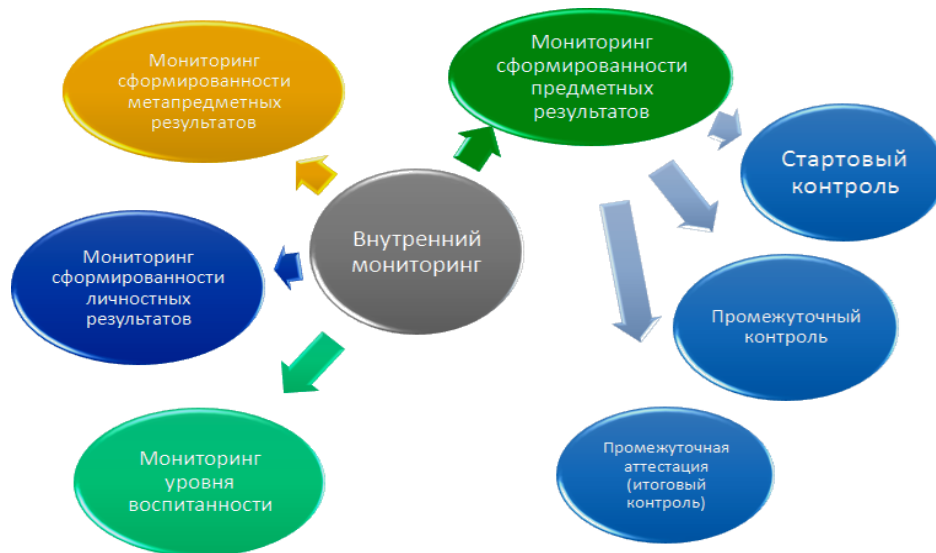 Мониторинг
сформированности
метапредметных
результатов
Мониторинг
сформированности
предметных
результатов
Стартовый
контроль
Внутренний
мониторинг
Мониторинг
сформированности
личностных
результатов
Промежуточный
контроль
Мониторинг
уровня
воспитанности
Промежуточная
аттестация
(итоговый
контроль)